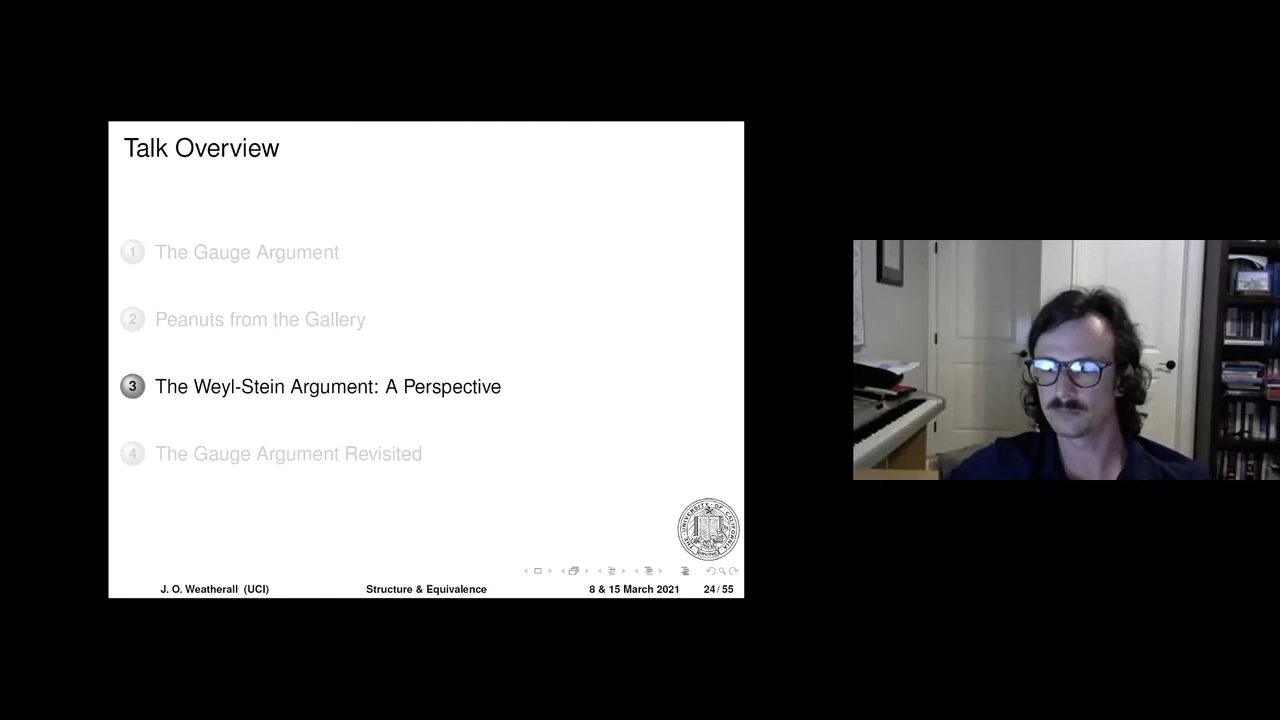 Talk Overview
1 The Gauge Argument
2 Peanuts from the Gallery
3 The Weyl-Stein Argument: A Perspective
4 The Gauge Argument Revisited
J. O. Weatherall (UCI) Structure & Equivalence 8 & 15 March 2021 24 / 55